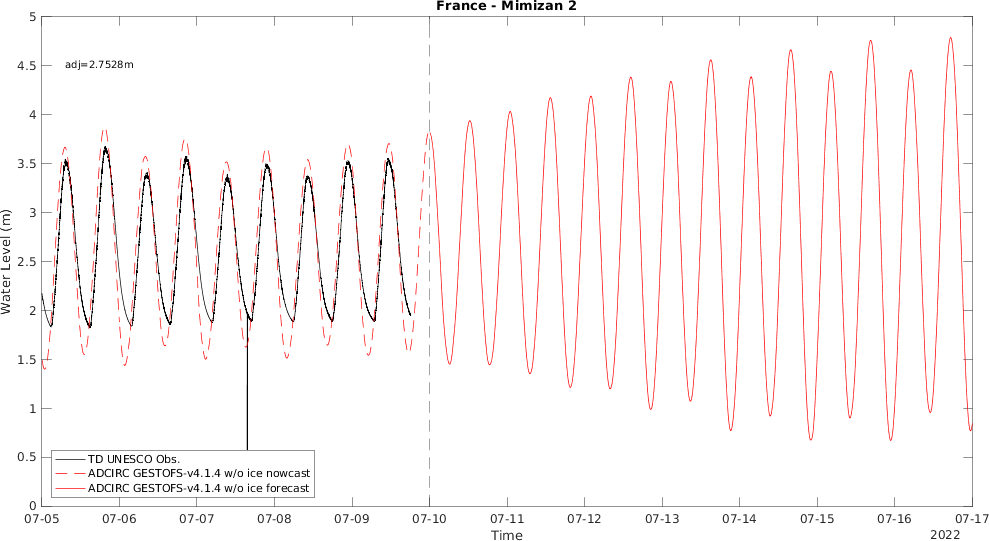 France - Mimizan 2
adj=2.7528m
Water Level (m)
5
4.5
4
3.5
3
2.5
2
1.5
1
0.5
0
TD UNESCO Obs.
ADCIRC GESTOFS-v4.1.4 w/o ice nowcast
ADCIRC GESTOFS-v4.1.4 w/o ice forecast
07-05 07-06 07-07 07-08 07-09 07-10 07-11 07-12 07-13 07-14 07-15 07-16 07-17
Time
2022